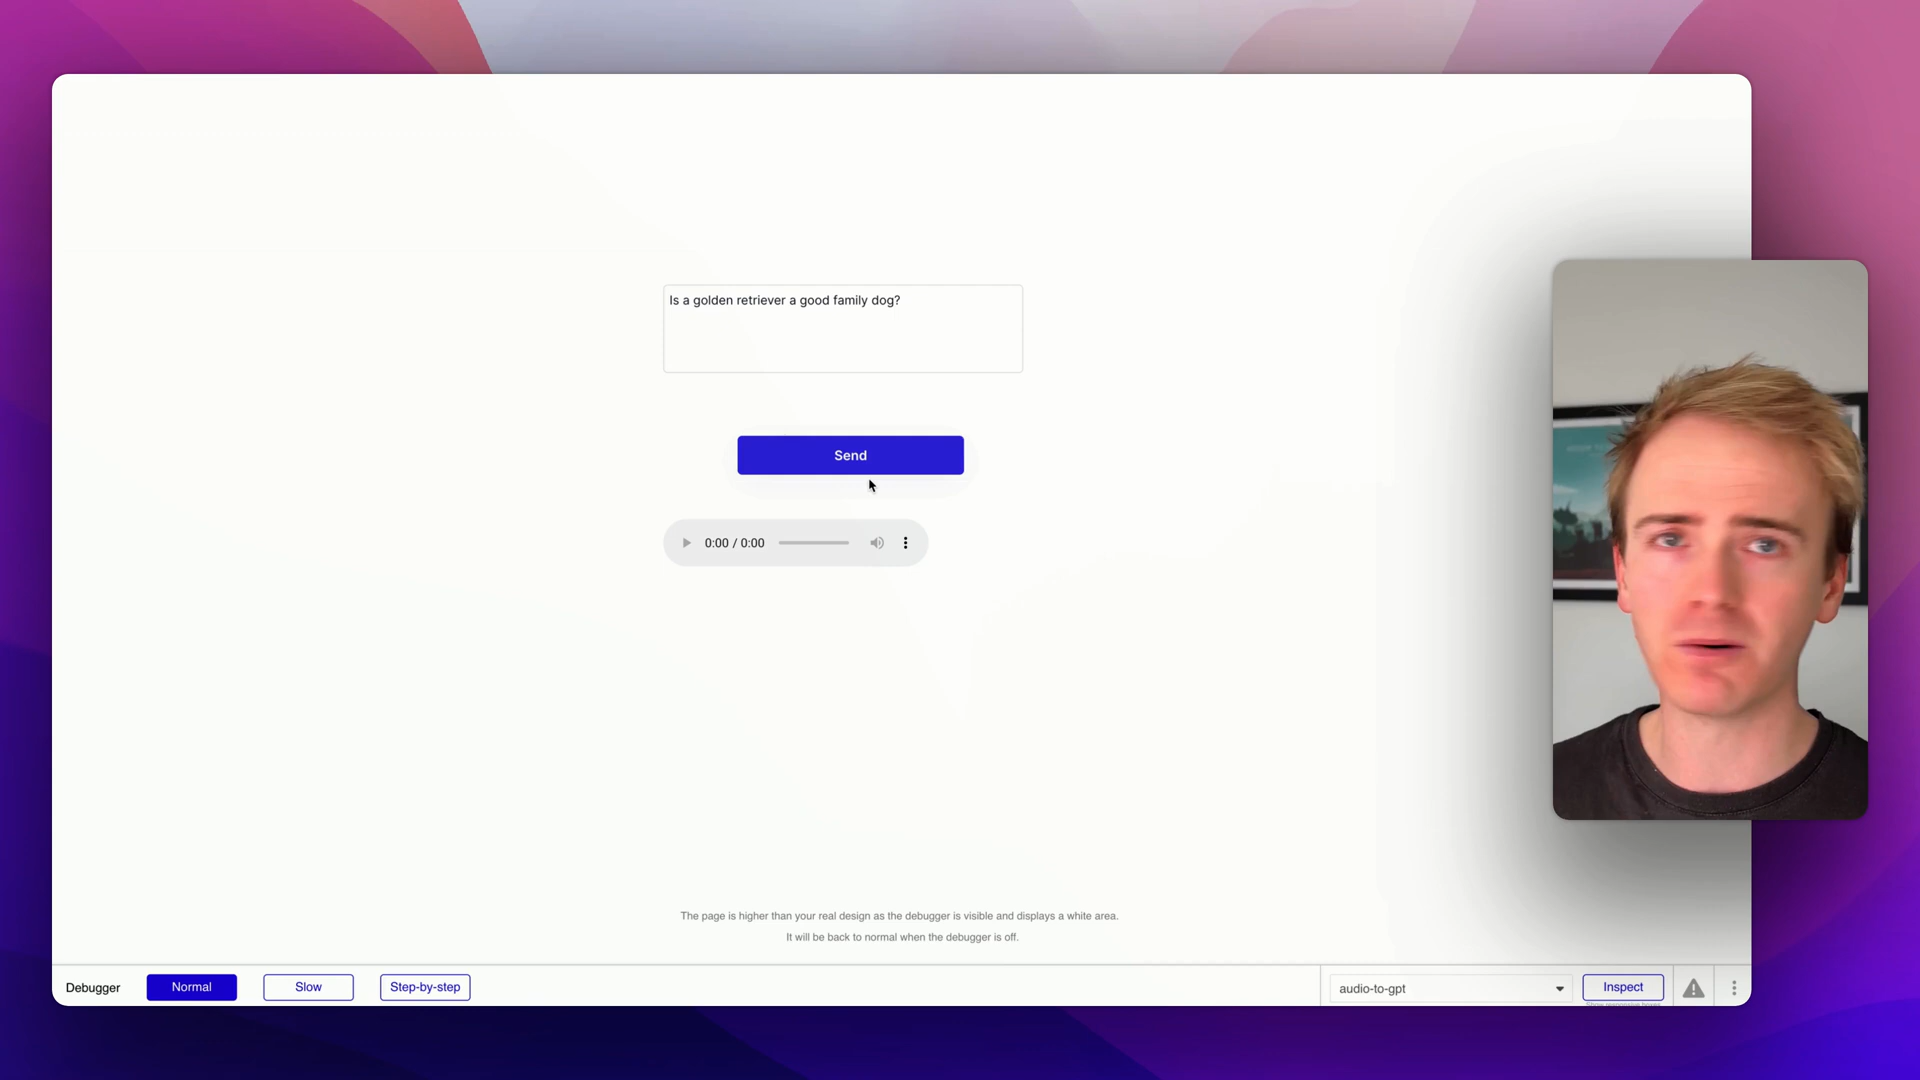 Is a golden retriever a good family dog?
Send
0:00 / 0:00
The page is higher than your real design as the debugger is visible and displays a white area.
It will be back to normal when the debugger is off.
Debugger
Normal
Slow
Step-by-step
audio-to-gpt
Inspect